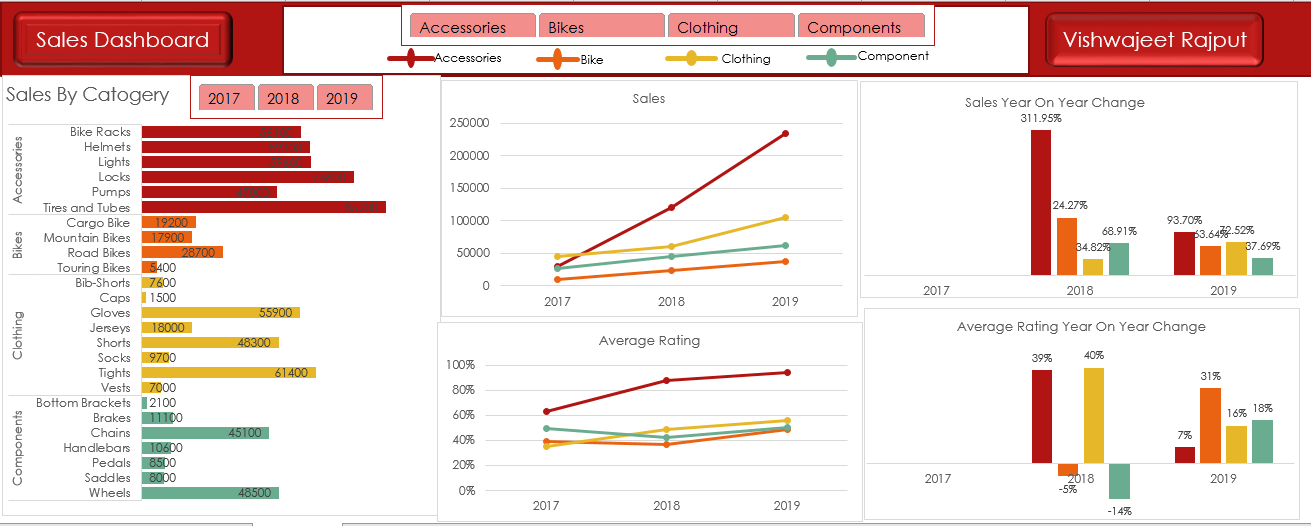 Sales Dashboard
Accessories Bikes Clothing Components
Accessories Bike Clothing Component
Vishwajeet Rajput
Sales By Catogery
2017 2018 2019
Accessories
Bike Racks
Helmets
Lights
Locks
Pumps
Tires and Tubes
Bikes
Cargo Bike 19200
Mountain Bikes 17900
Road Bikes 28700
Touring Bikes 5400
Clothing
Bib-Shorts 7600
Caps 1500
Gloves 55900
Jerseys 18000
Shorts 48300
Socks 9700
Tights 61400
Vests 7000
Components
Bottom Brackets 2100
Brakes 11100
Chains 45100
Handlebars 10600
Pedals 8500
Saddles 8000
Wheels 48500
Sales
250000
200000
150000
100000
50000
0
2017 2018 2019
Sales Year On Year Change
311.95%
24.27%
34.82%
68.91%
93.70%
63.64%
72.52%
37.69%
2017 2018 2019
Average Rating
100%
80%
60%
40%
20%
0%
2017 2018 2019
Average Rating Year On Year Change
39% 40%
31%
7% 16% 18%
2017 2018 2019
-5%
-14%